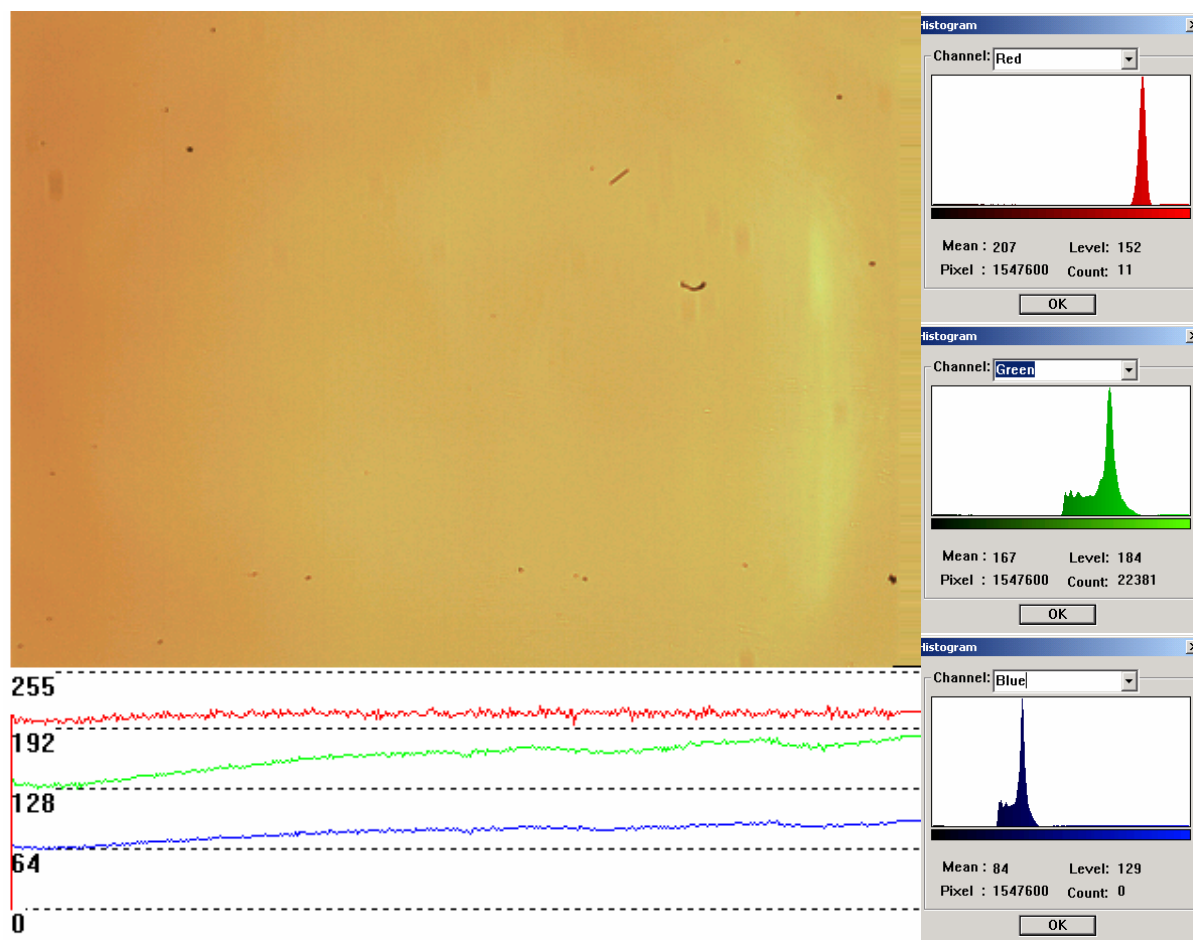 Histogram
Channel: Red
Mean : 207 Level: 152
Pixel : 1547600 Count: 11
OK
Histogram
Channel: Green
Mean : 167 Level: 184
Pixel : 1547600 Count: 22381
OK
Histogram
Channel: Blue
Mean : 84 Level: 129
Pixel : 1547600 Count: 0
OK
255
192
128
64
0